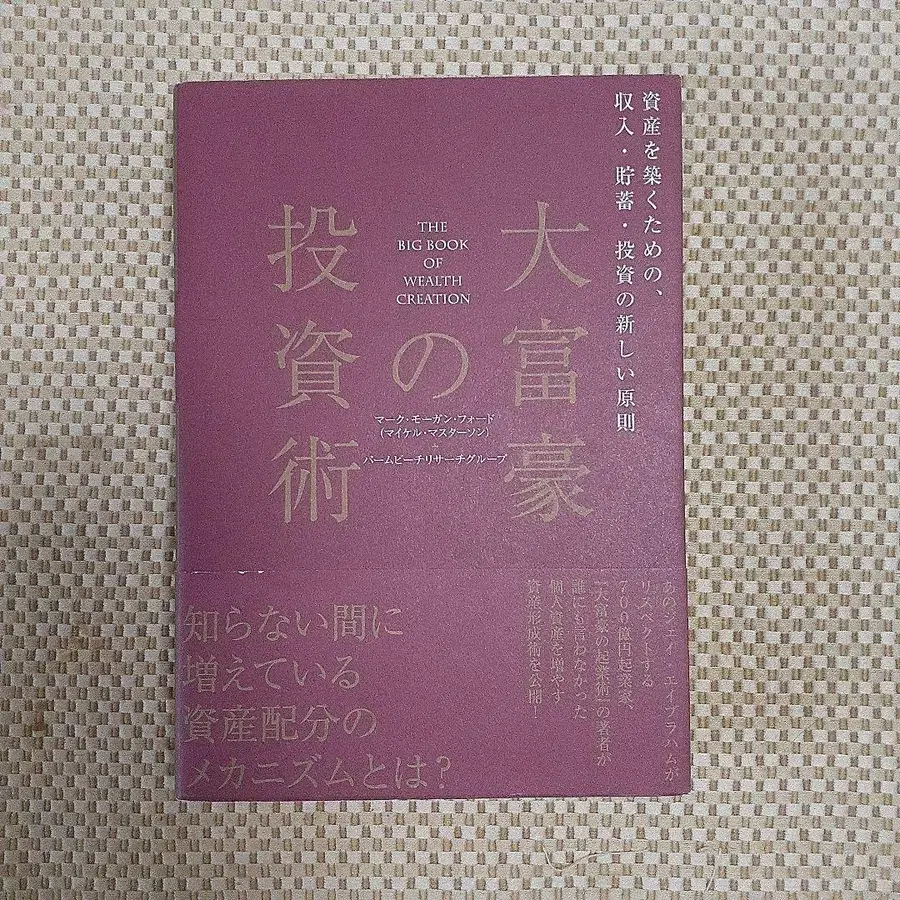 資産を築くための、
収入・貯蓄・投資の新しい原則
大富豪
の
投資術
THE
BIG BOOK
OF
WEALTH
CREATION
マーク・モーガン・フォード
（マイケル・マスターソン）
パームビーチリサーチグループ
あのジェイ・エイブラハムが
リスペクトする
700億円起業家、
『大富豪の起業術』の著者が
誰にも言わなかった
個人資産を増やす
資産形成術を公開！
知らない間に
増えている
資産配分の
メカニズムとは？